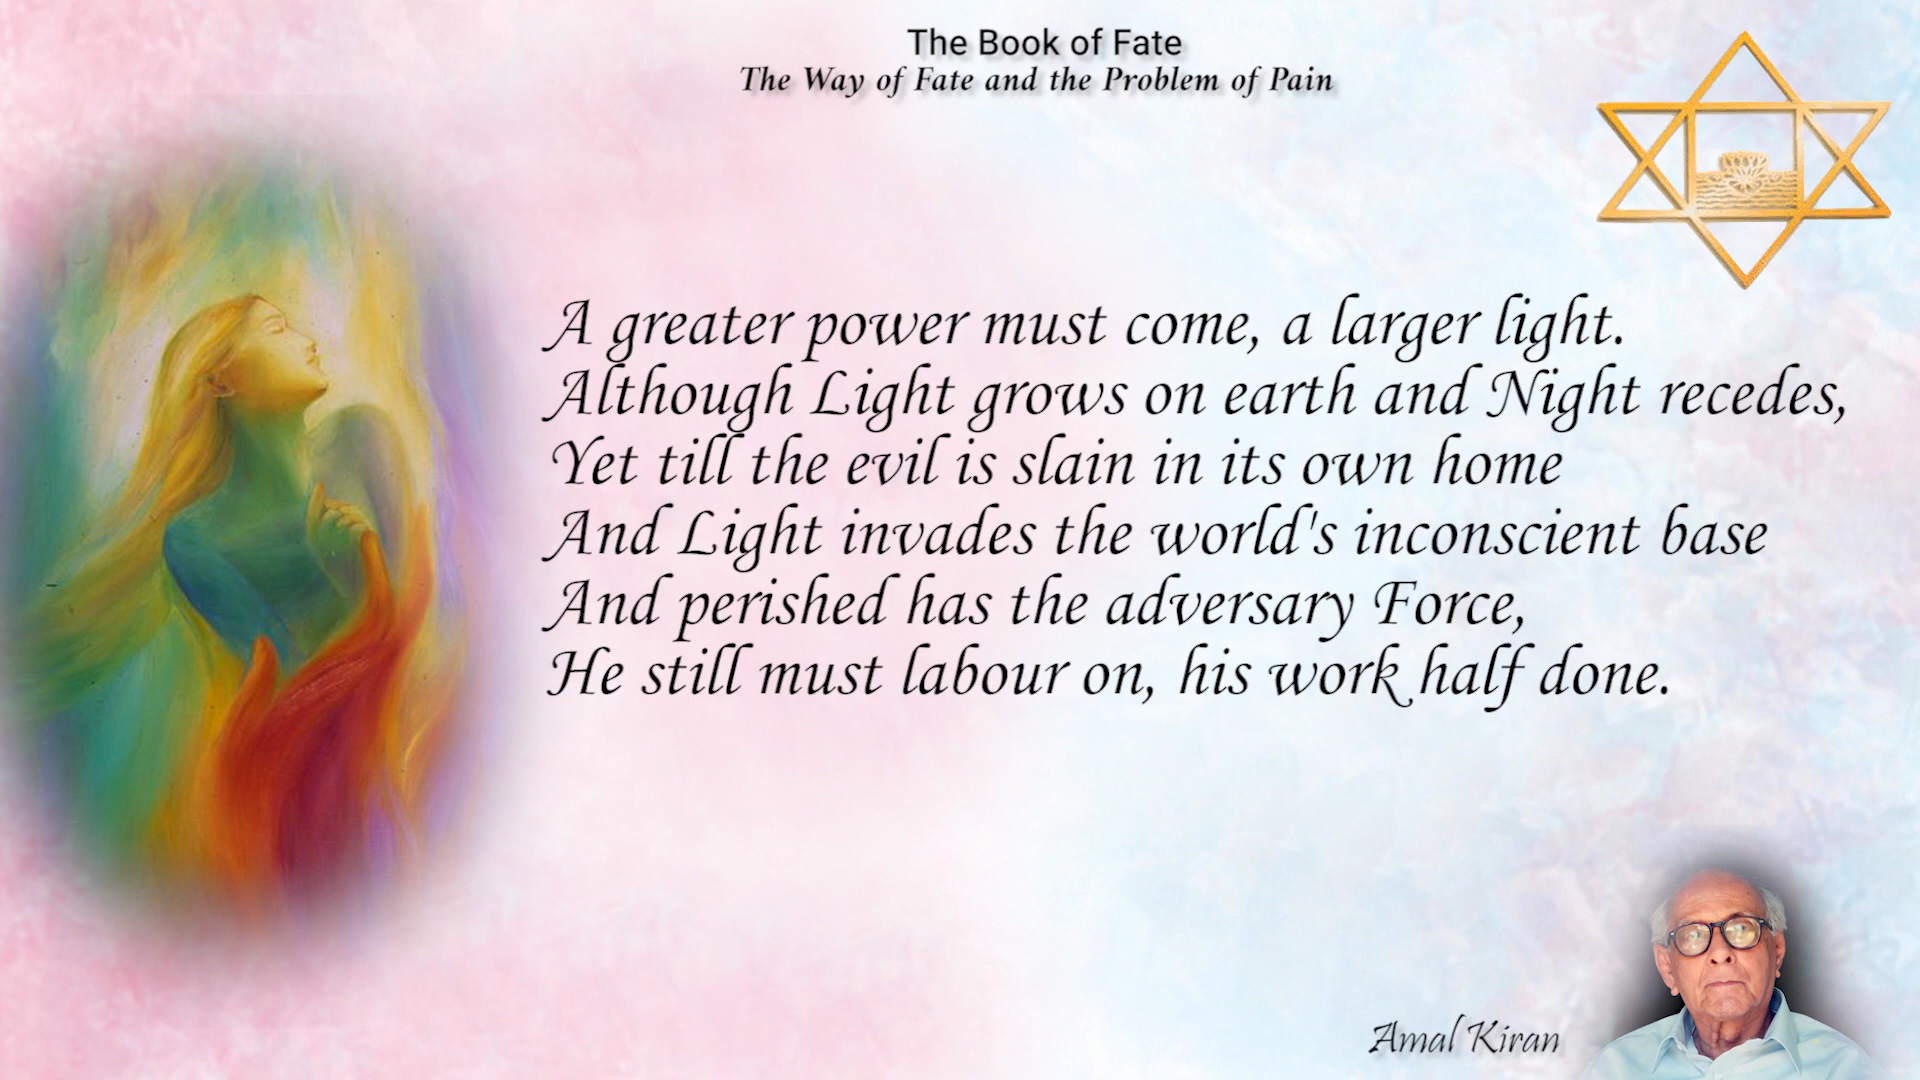 The Book of Fate
The Way of Fate and the Problem of Pain
A greater power must come, a larger light.
Although Light grows on earth and Night recedes,
Yet till the evil is slain in its own home
And Light invades the world's inconscient base
And perished has the adversary Force,
He still must labour on, his work half done.
Amal Kiran